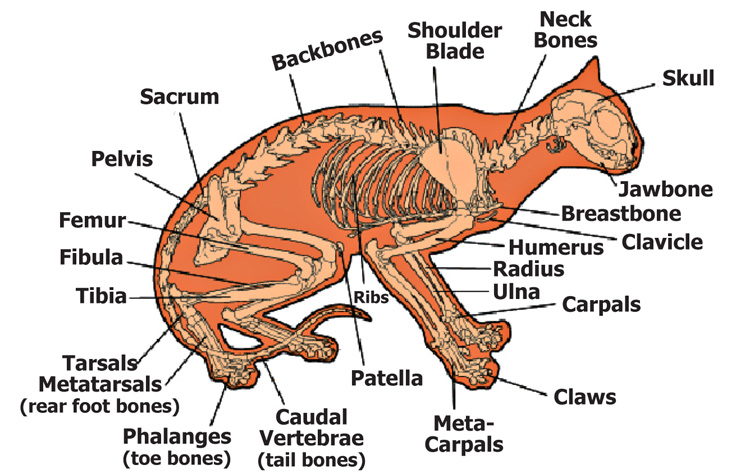 Neck
Bones
Shoulder
Blade
Backbones
Skull
Sacrum
Pelvis
Jawbone
Breastbone
Femur
Clavicle
Humerus
Fibula
Radius
Tibia
Ribs
Ulna
Carpals
Tarsals
Metatarsals
(rear foot bones)
Patella
Claws
Phalanges
(toe bones)
Caudal
Vertebrae
(tail bones)
Meta-
Carpals